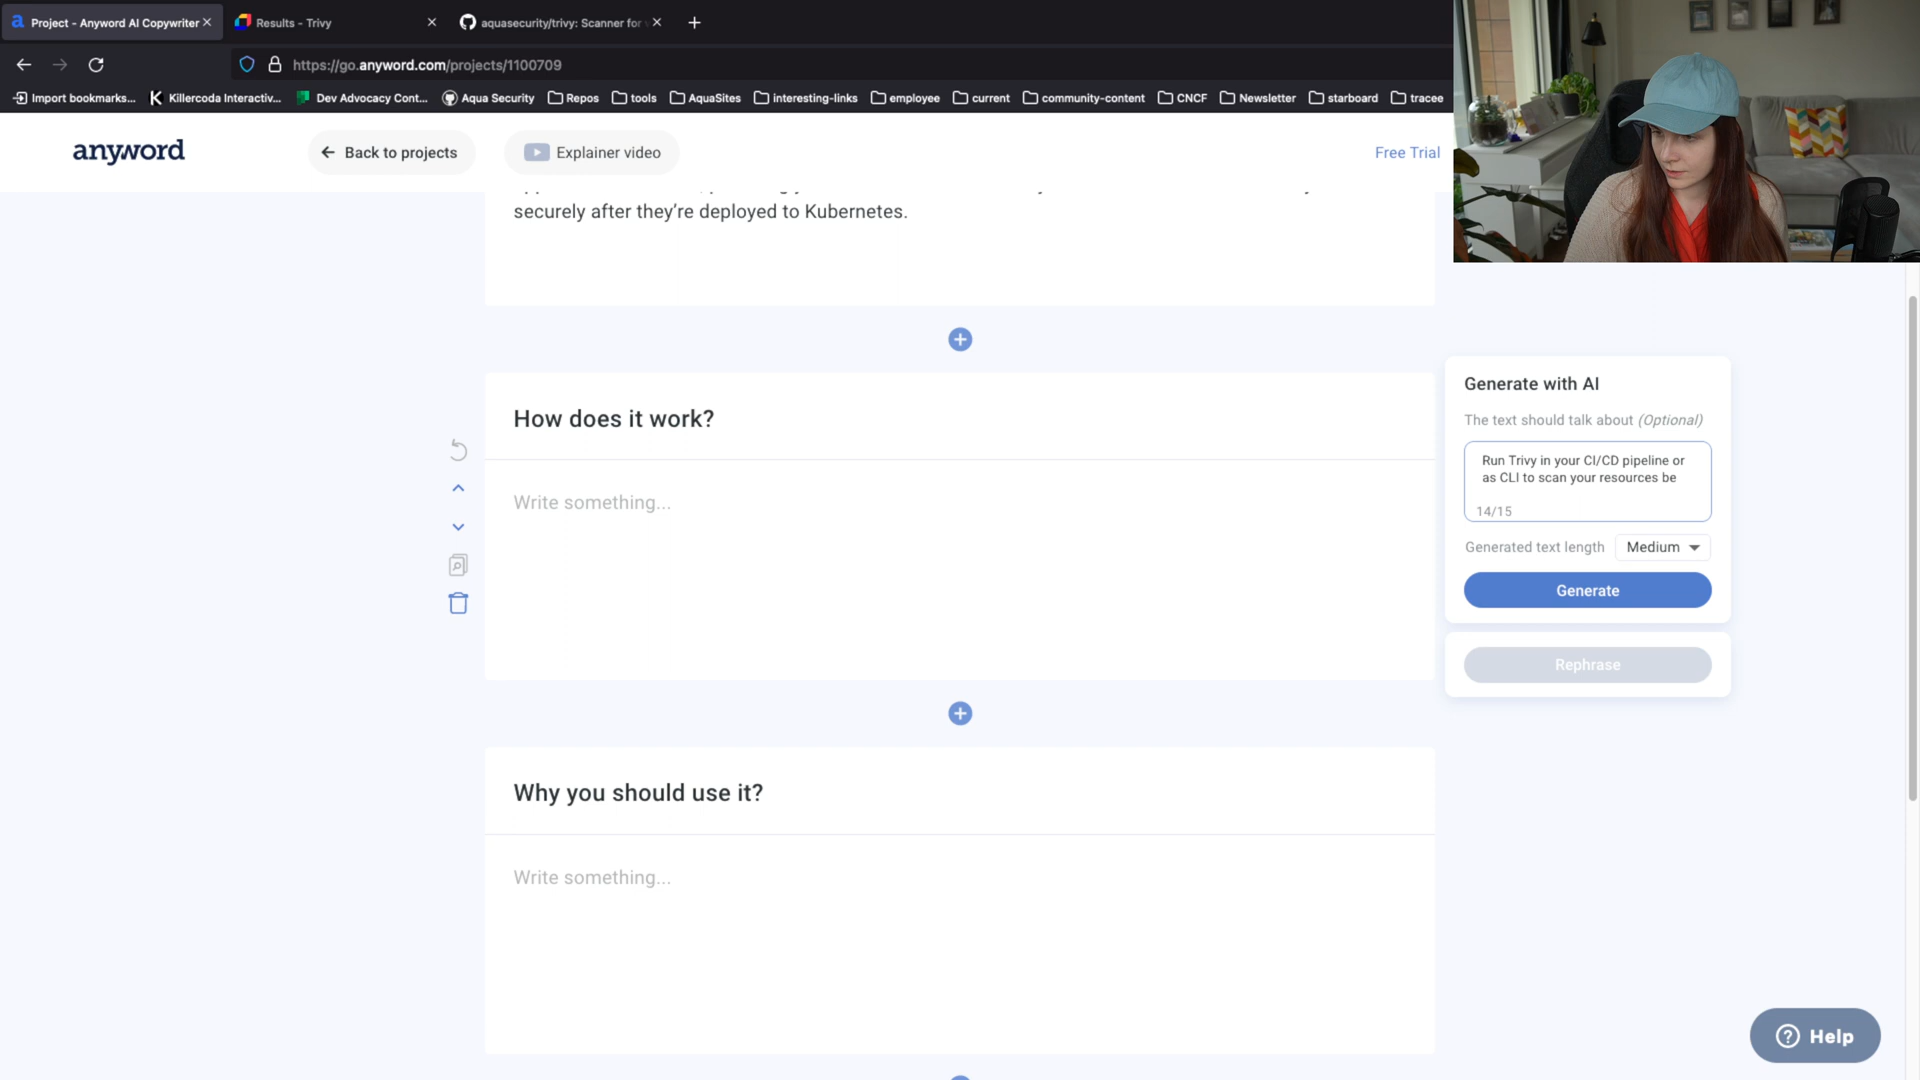 Project - Anyword AI Copywriter
Results - Trivy
aquasecurity/trivy: Scanner for
https://go.anyword.com/projects/1100709
Import bookmarks...
Killercoda Interactiv...
Dev Advocacy Cont...
Aqua Security
Repos
tools
AquaSites
interesting-links
employee
current
community-content
CNCF
Newsletter
starboard
tracee
anyword
Back to projects
Explainer video
Free Trial
securely after they’re deployed to Kubernetes.
How does it work?
Write something...
Why you should use it?
Write something...
Generate with AI
The text should talk about (Optional)
Run Trivy in your CI/CD pipeline or
as CLI to scan your resources be
14/15
Generated text length
Medium
Generate
Rephrase
Help